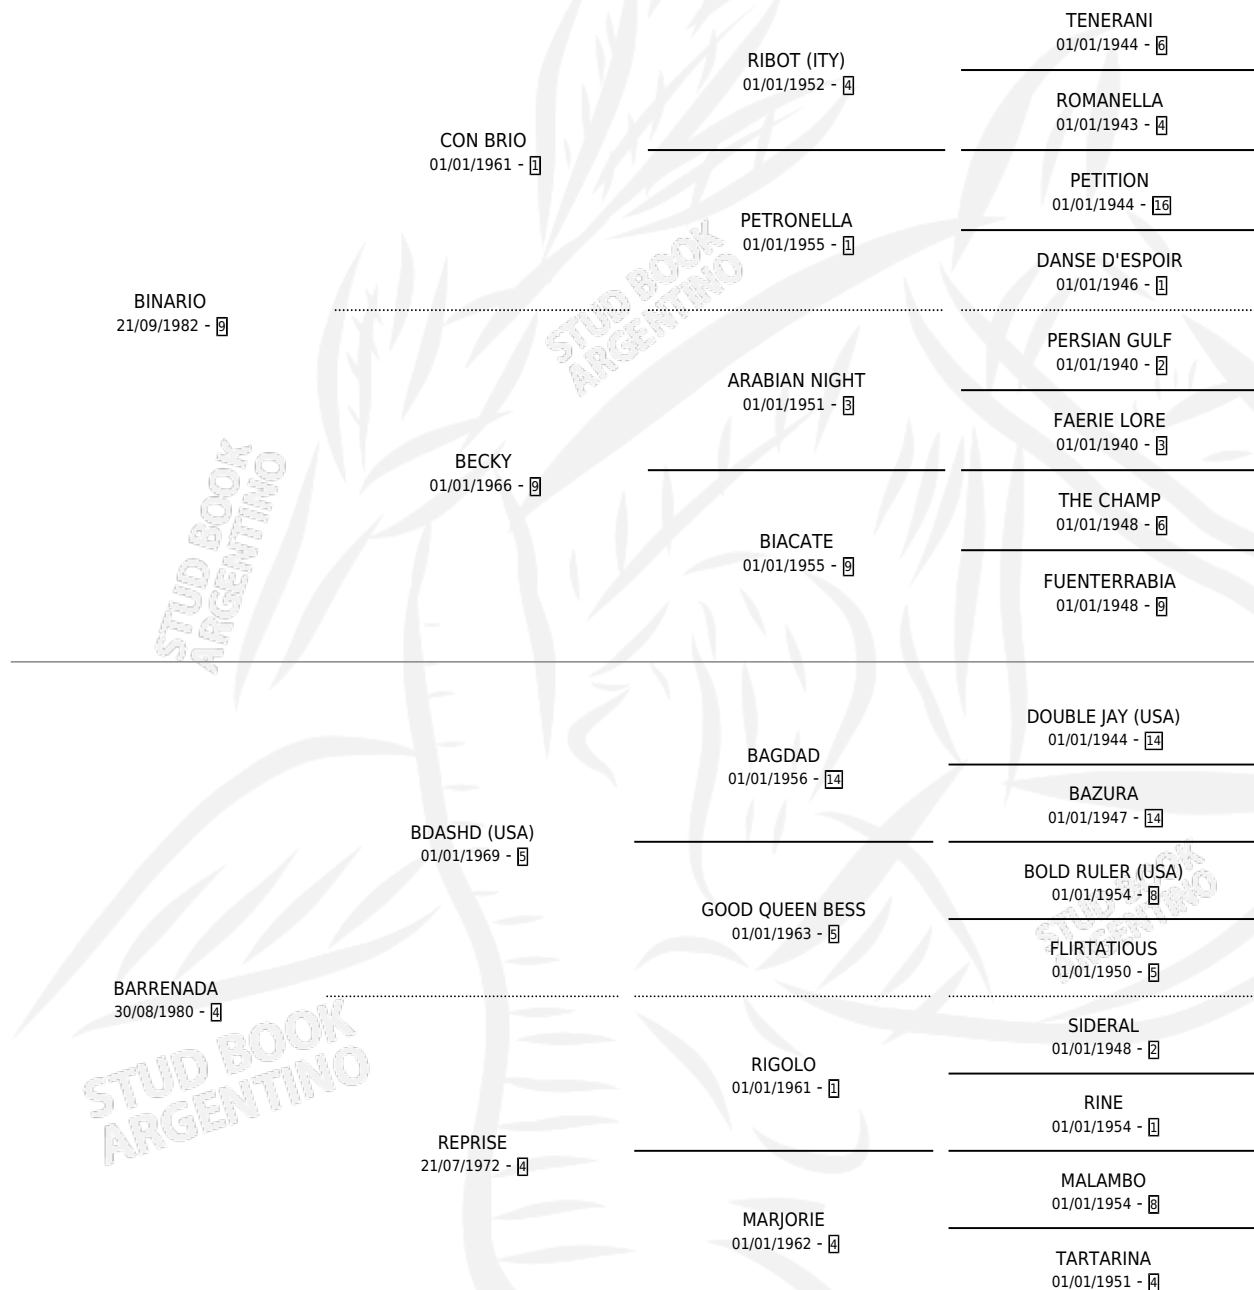 TENERANI
01/01/1944 - 6
RIBOT (ITY)
01/01/1952 - 4
ROMANELLA
01/01/1943 - 4
CON BRIO
01/01/1961 - 1
PETITION
01/01/1944 - 16
PETRONELLA
01/01/1955 - 1
DANSE D'ESPOIR
01/01/1946 - 1
BINARIO
21/09/1982 - 9
STUD BOOK
ARGENTINO
PERSIAN GULF
01/01/1940 - 2
ARABIAN NIGHT
01/01/1951 - 3
FAERIE LORE
01/01/1940 - 3
BECKY
01/01/1966 - 9
THE CHAMP
01/01/1948 - 6
BIACATE
01/01/1955 - 9
FUENTERRABIA
01/01/1948 - 9
STUD BOOK
ARGENTINO
DOUBLE JAY (USA)
01/01/1944 - 14
BAGDAD
01/01/1956 - 14
BAZURA
01/01/1947 - 14
BDASHD (USA)
01/01/1969 - 5
BOLD RULER (USA)
01/01/1954 - 8
GOOD QUEEN BESS
01/01/1963 - 5
STUD BOOK
ARGENTINO
FLIRTATIOUS
01/01/1950 - 5
BARRENADA
30/08/1980 - 4
STUD BOOK
ARGENTINO
SIDERAL
01/01/1948 - 2
RIGOLO
01/01/1961 - 1
RINE
01/01/1954 - 1
REPRISE
21/07/1972 - 4
MALAMBO
01/01/1954 - 8
MARJORIE
01/01/1962 - 4
TARTARINA
01/01/1951 - 4